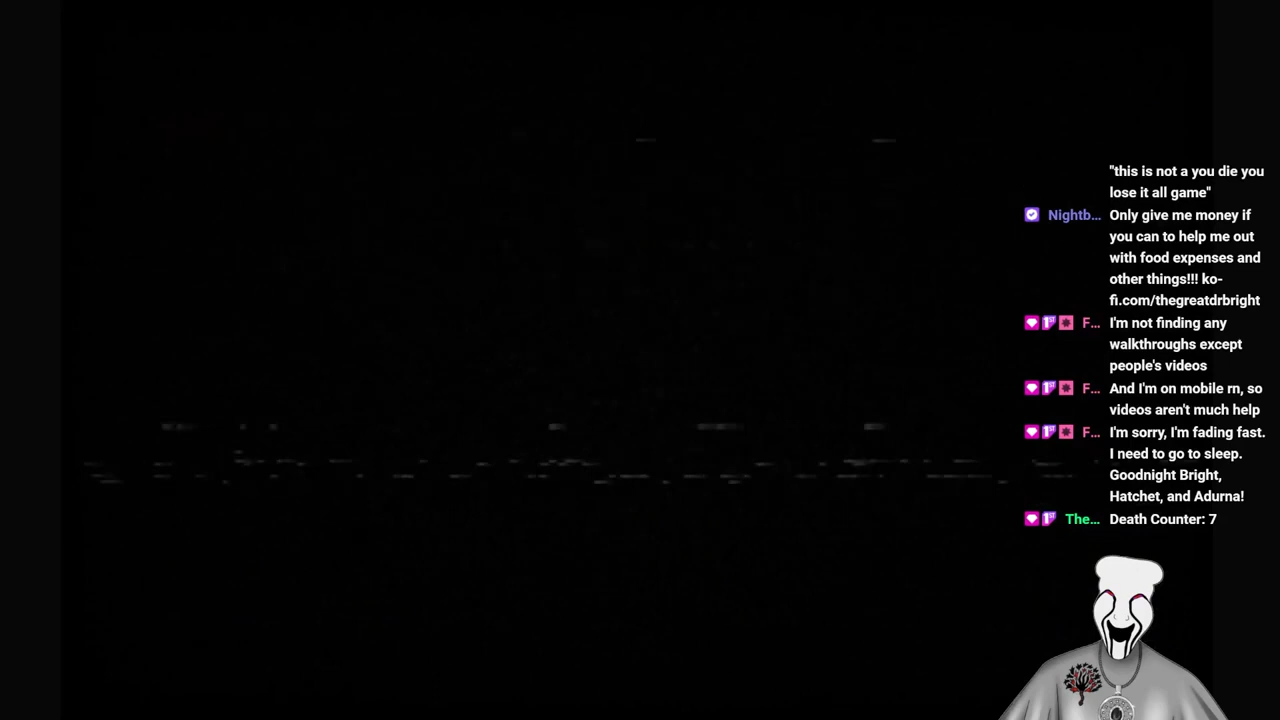 "this is not a you die you
lose it all game"
Nightb... Only give me money if
you can to help me out
with food expenses and
other things!!! ko-
fi.com/thegreatdrbright
F... I'm not finding any
walkthroughs except
people's videos
F... And I'm on mobile rn, so
videos aren't much help
F... I'm sorry, I'm fading fast.
I need to go to sleep.
Goodnight Bright,
Hatchet, and Adurna!
The... Death Counter: 7